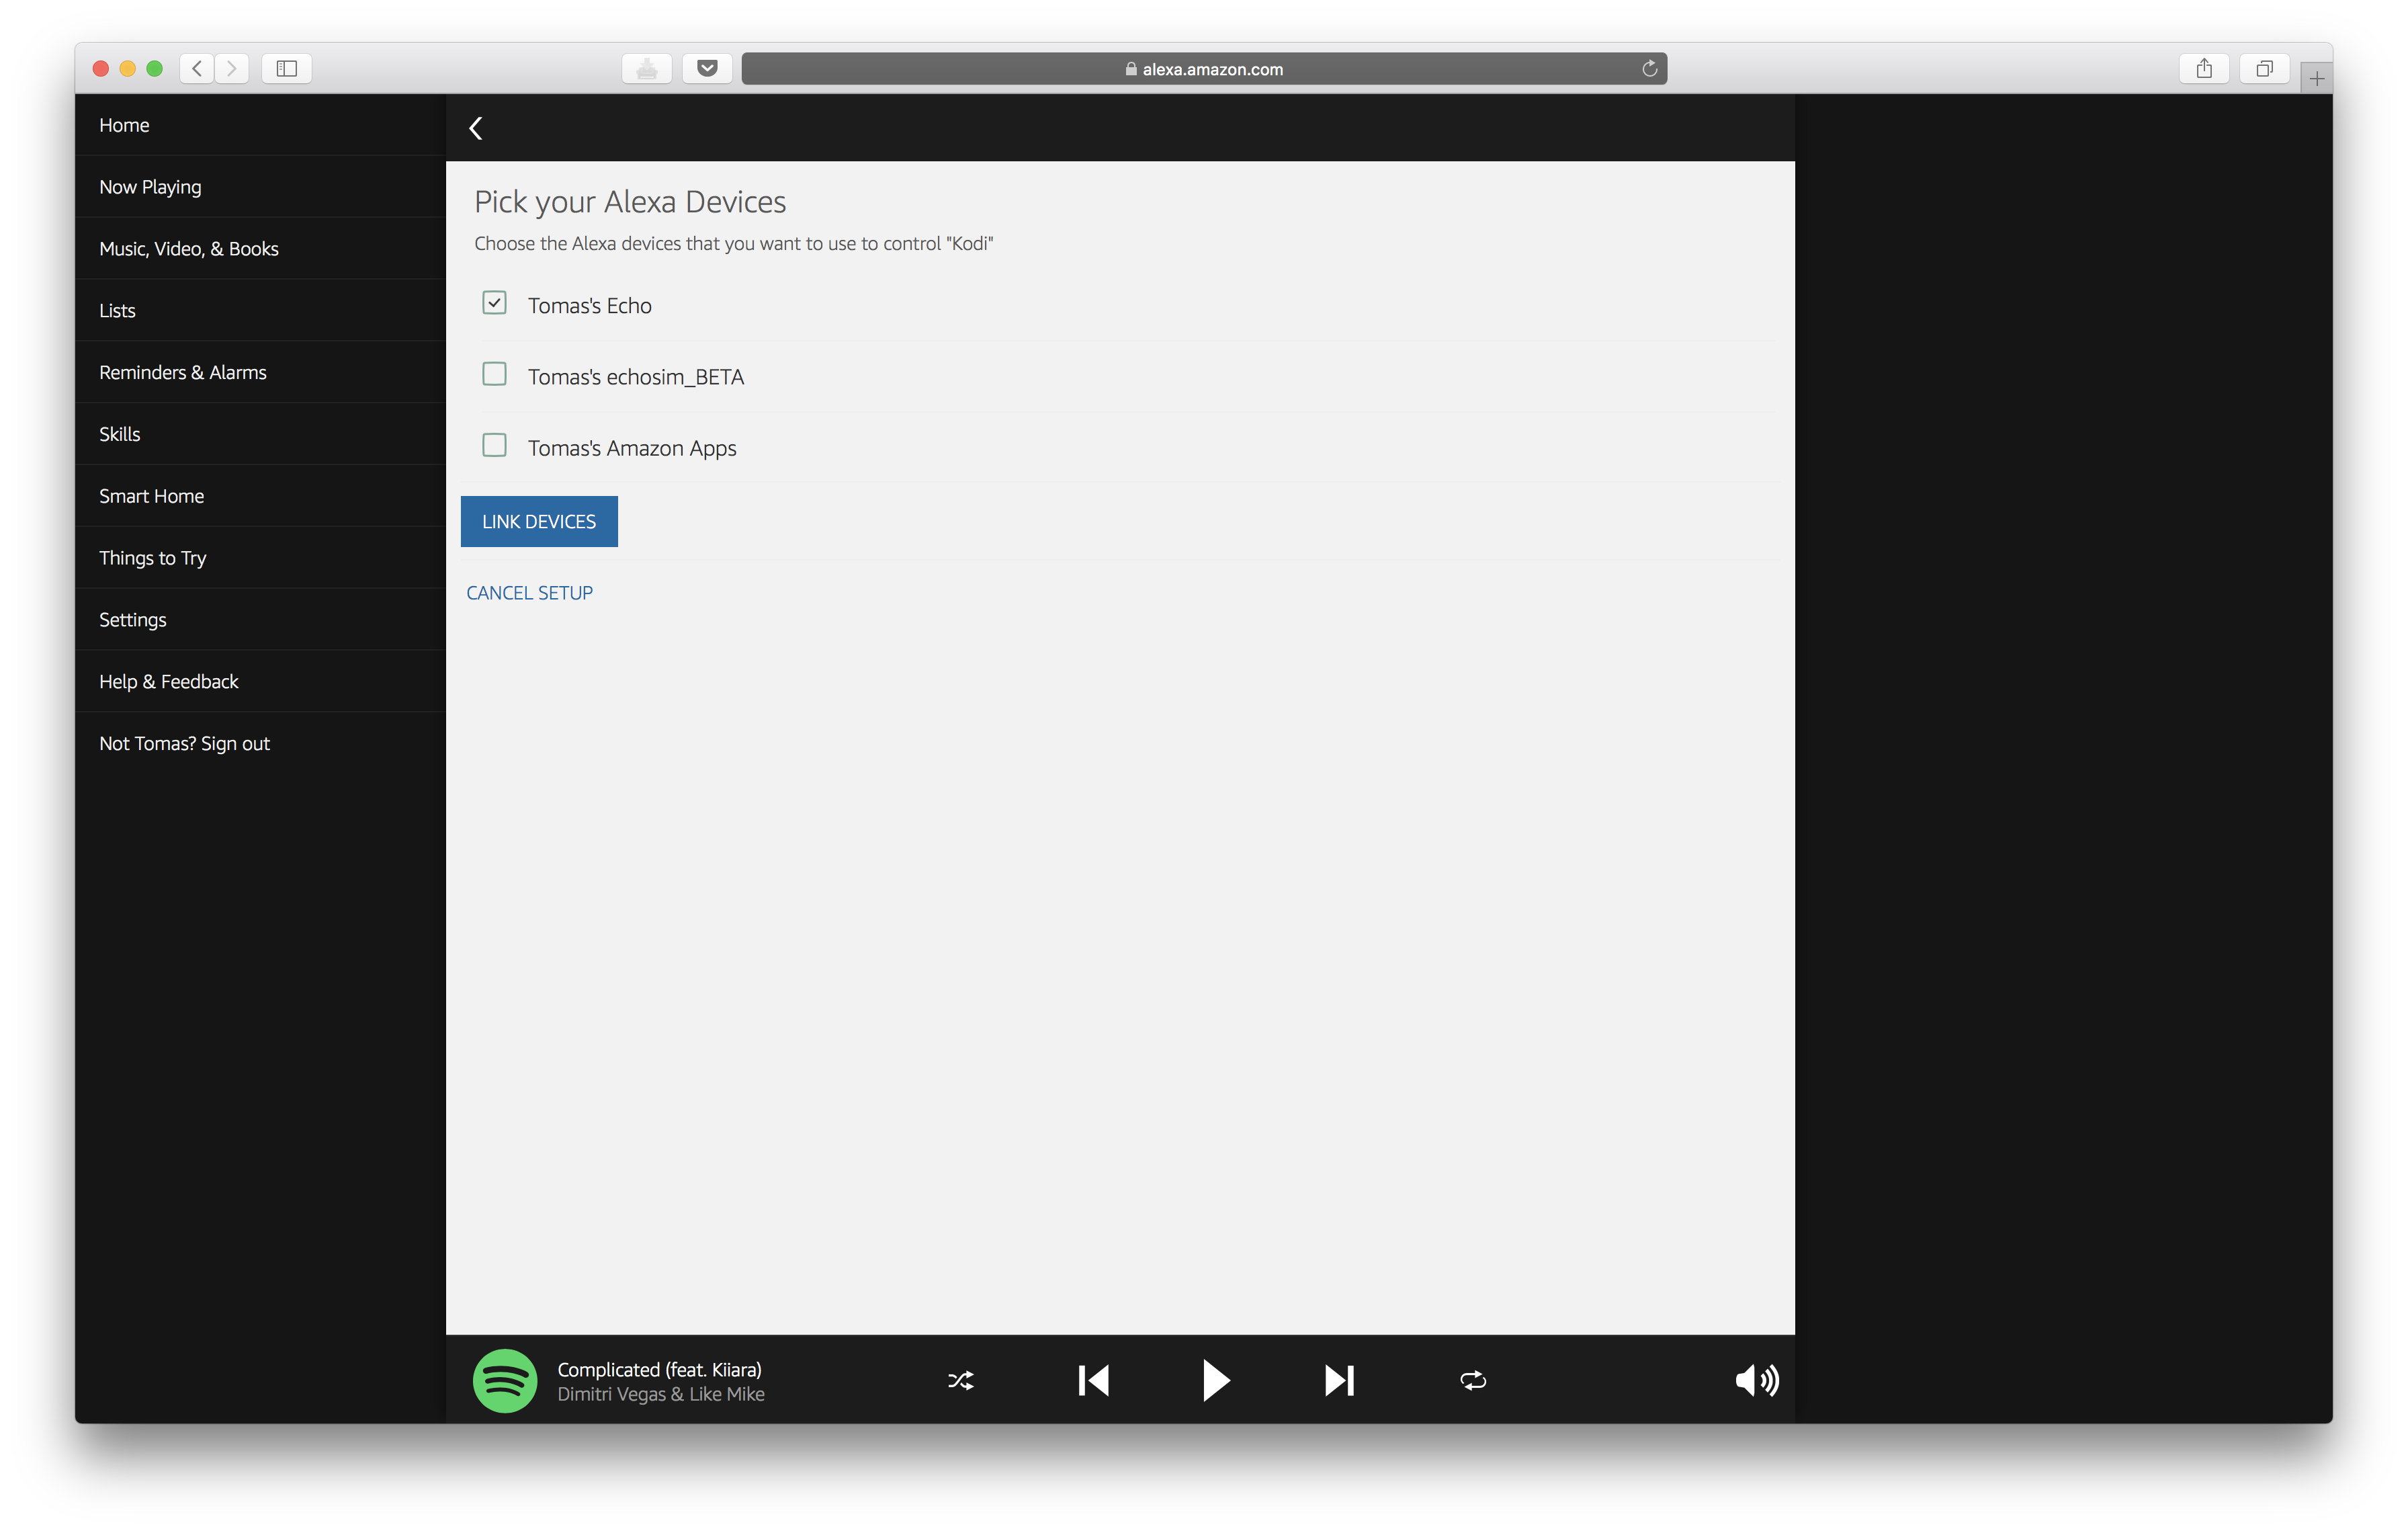 alexa.amazon.com
Home
Now Playing
Music, Video, & Books
Lists
Reminders & Alarms
Skills
Smart Home
Things to Try
Settings
Help & Feedback
Not Tomas? Sign out
Pick your Alexa Devices
Choose the Alexa devices that you want to use to control "Kodi"
Tomas's Echo
Tomas's echosim_BETA
Tomas's Amazon Apps
LINK DEVICES
CANCEL SETUP
Complicated (feat. Kiiara)
Dimitri Vegas & Like Mike